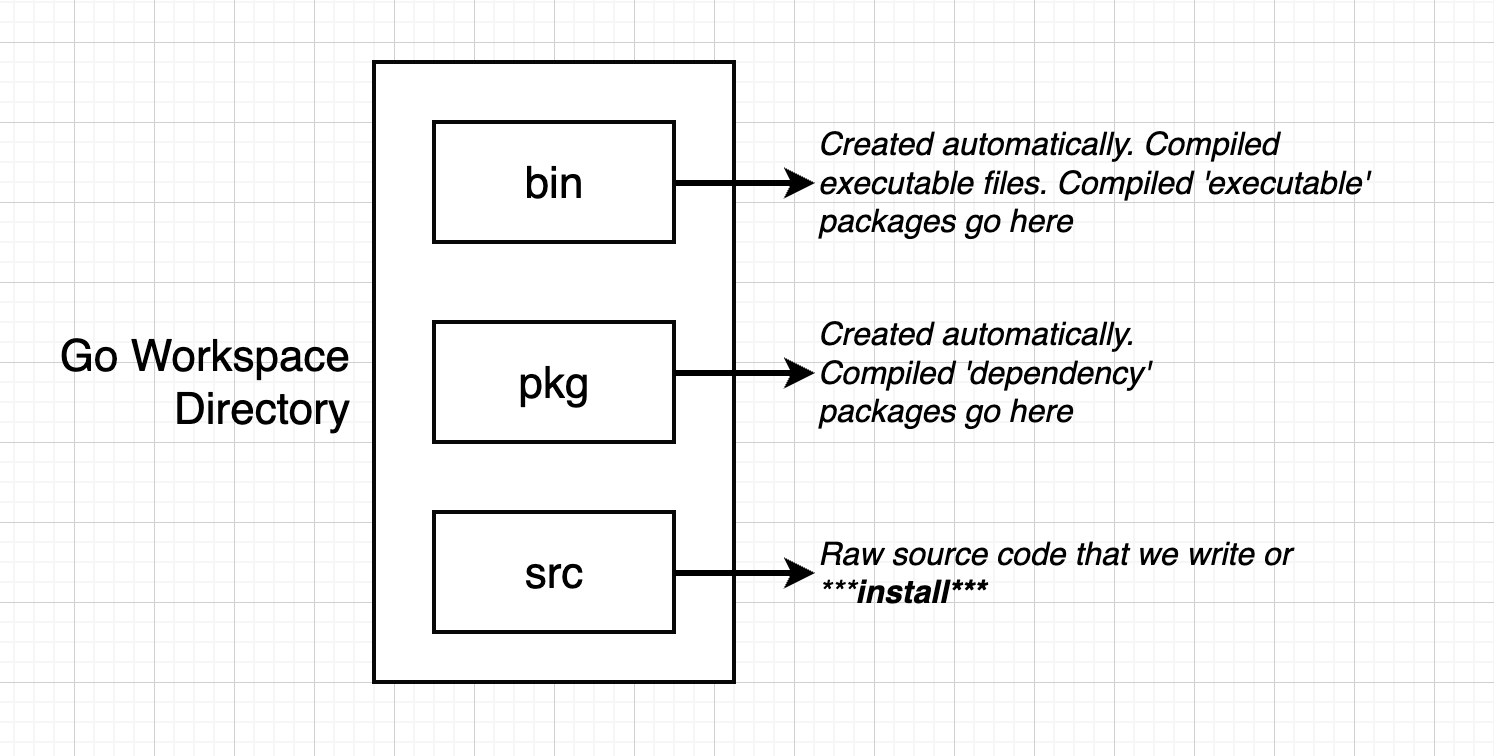 bin
Created automatically. Compiled
executable files. Compiled 'executable'
packages go here
Go Workspace
Directory
pkg
Created automatically.
Compiled 'dependency'
packages go here
src
Raw source code that we write or
***install***